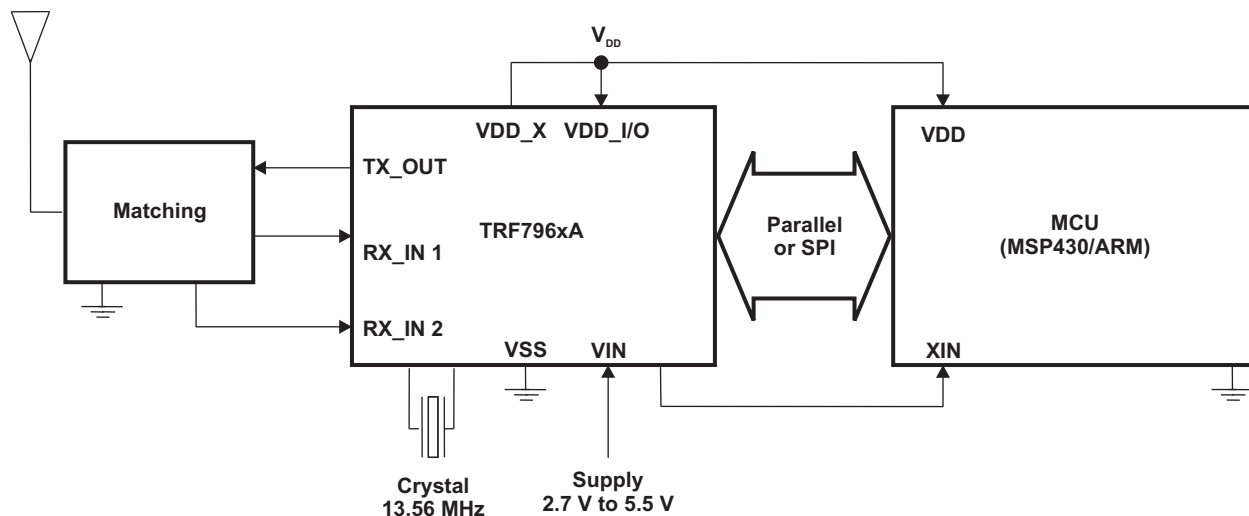 V_DD
VDD_X VDD_I/O
VDD
TX_OUT
Matching
TRF796xA
Parallel
or SPI
MCU
(MSP430/ARM)
RX_IN 1
RX_IN 2
VSS VIN
XIN
Crystal
13.56 MHz
Supply
2.7 V to 5.5 V